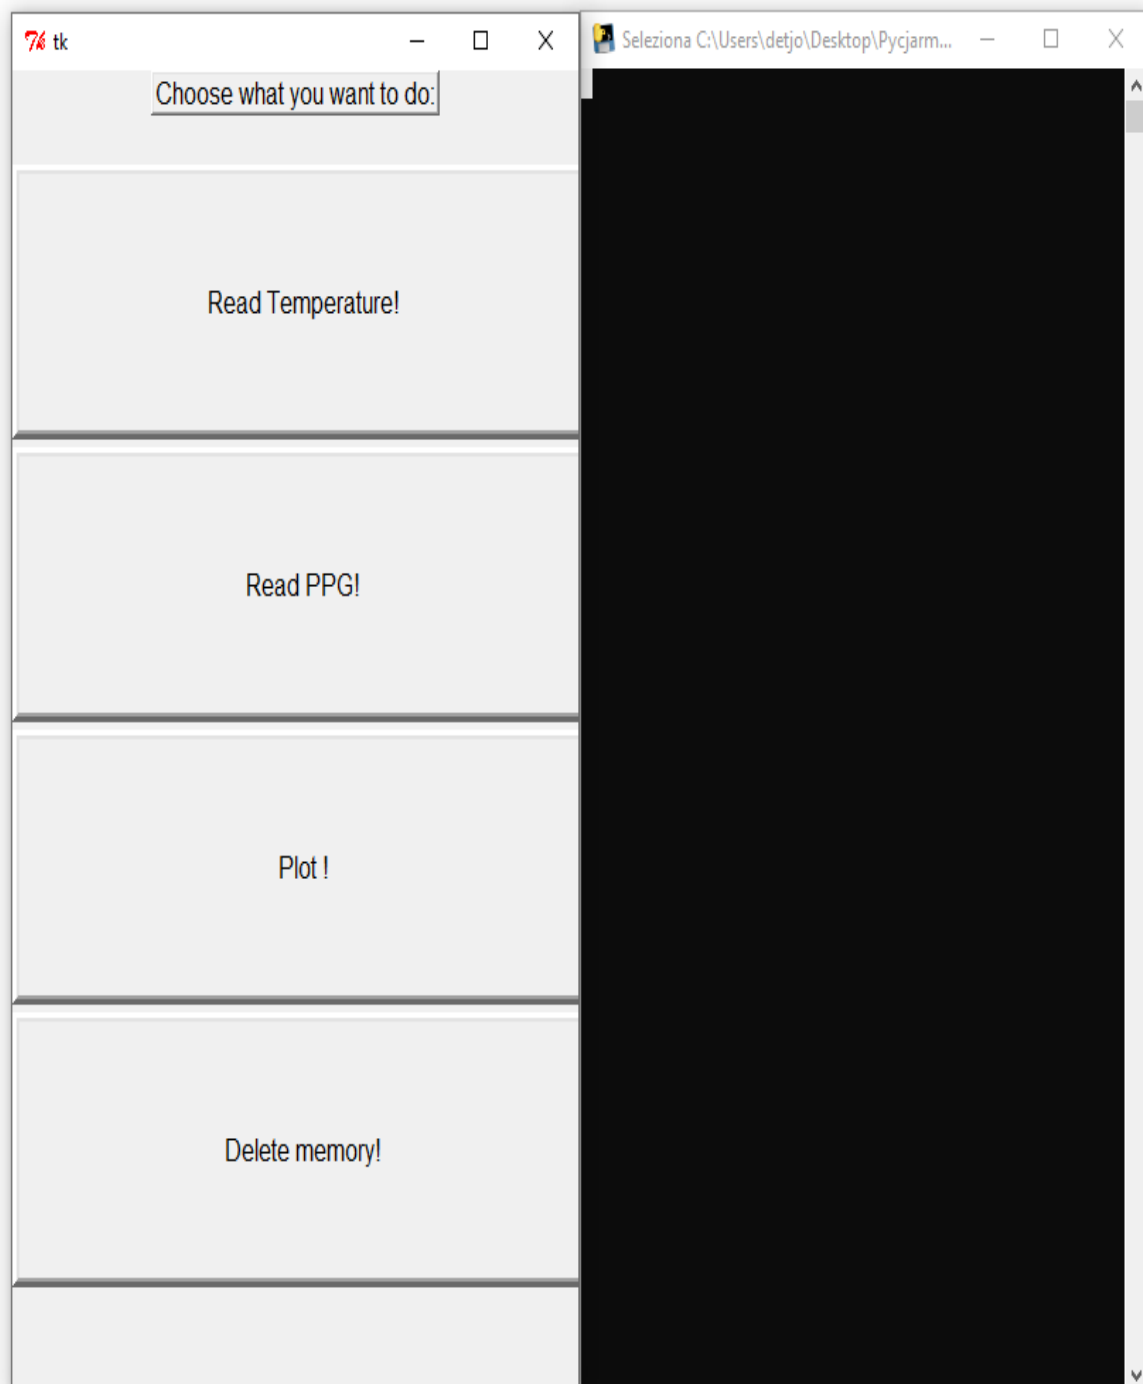 tk
Seleziona C:\Users\detjo\Desktop\Pycjarm...
Choose what you want to do:
Read Temperature!
Read PPG!
Plot !
Delete memory!